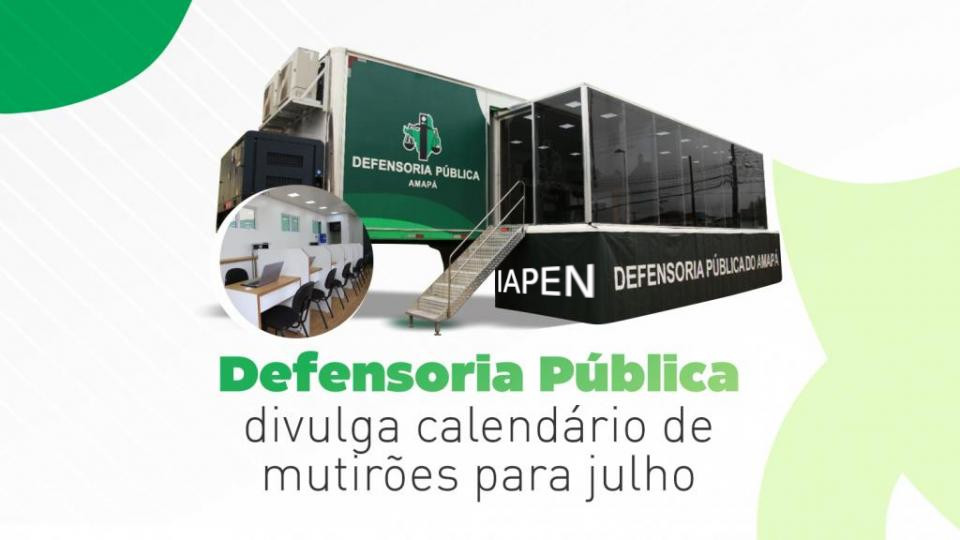 DEFENSORIA PÚBLICA
AMAPÁ
IAPEN
DEFENSORIA PÚBLICA DO AMAPÁ
Defensoria Pública
divulga calendário de
mutirões para julho